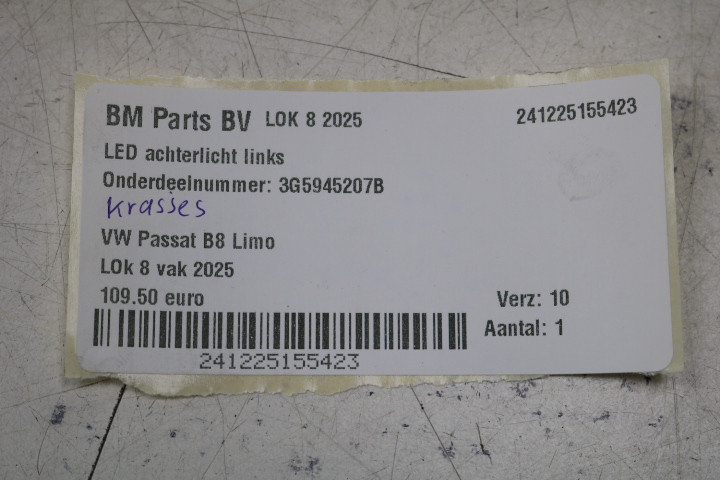 BM Parts BV LOK 8 2025 241225155423
LED achterlicht links
Onderdeelnummer: 3G5945207B
krasses
VW Passat B8 Limo
LOk 8 vak 2025
109.50 euro Verz: 10
Aantal: 1
241225155423